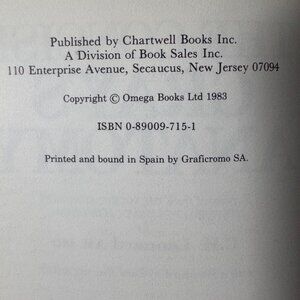 Published by Chartwell Books Inc.
A Division of Book Sales Inc.
110 Enterprise Avenue, Secaucus, New Jersey 07094
Copyright © Omega Books Ltd 1983
ISBN 0-89009-715-1
Printed and bound in Spain by Graficromo SA.